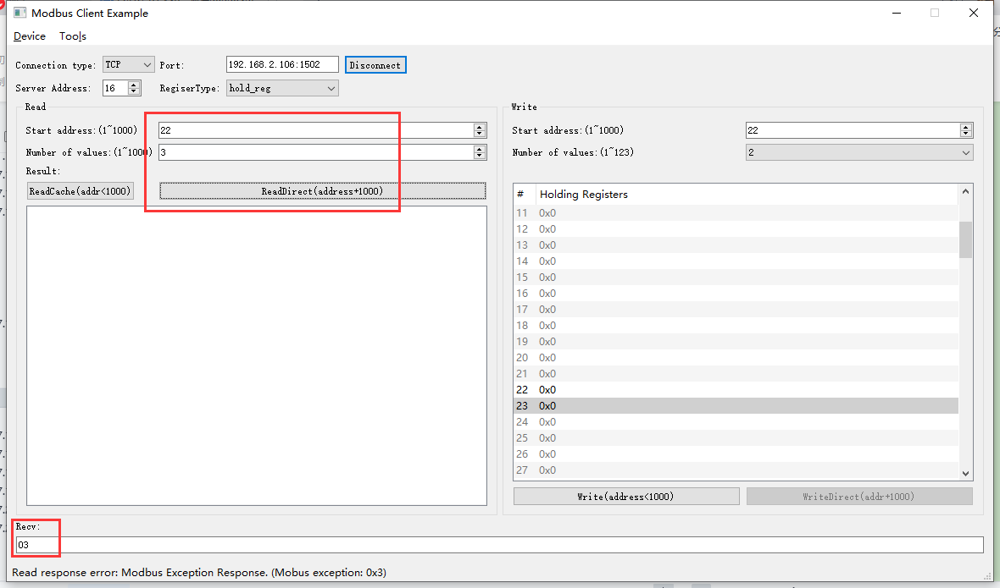 Modbus Client Example
Device Tools
Connection type: TCP Port: 192.168.2.106:1502 Disconnect
Server Address: 16 RegiserType: hold_reg
Read
Start address:(1~1000) 22
Number of values:(1~1000) 3
Result:
ReadCache(addr<1000) ReadDirect(address+1000)
Write
Start address:(1~1000) 22
Number of values:(1~123) 2
# Holding Registers
11 0x0
12 0x0
13 0x0
14 0x0
15 0x0
16 0x0
17 0x0
18 0x0
19 0x0
20 0x0
21 0x0
22 0x0
23 0x0
24 0x0
25 0x0
26 0x0
27 0x0
Write(address<1000) WriteDirect(addr+1000)
Recv:
03
Read response error: Modbus Exception Response. (Mobus exception: 0x3)